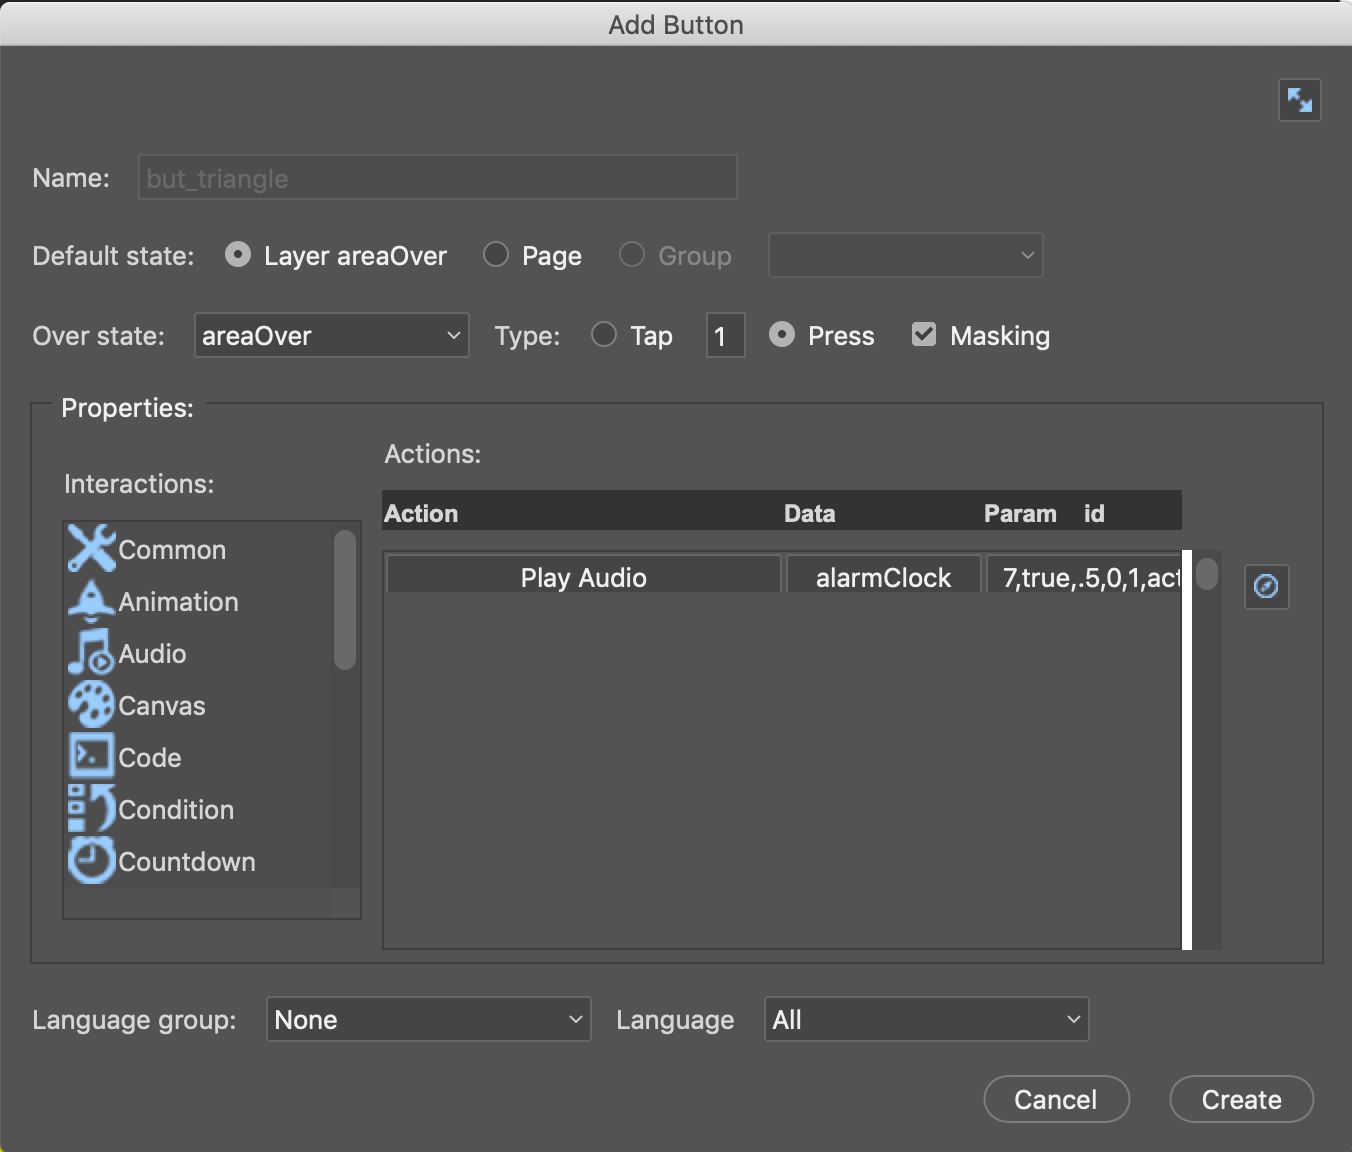 Add Button
Name: but_triangle
Default state: Layer areaOver Page Group
Over state: areaOver Type: Tap 1 Press Masking
Properties:
Actions:
Interactions:
Action Data Param id
Play Audio alarmClock 7,true,.5,0,1,act
Common
Animation
Audio
Canvas
Code
Condition
Countdown
Language group: None Language All
Cancel Create